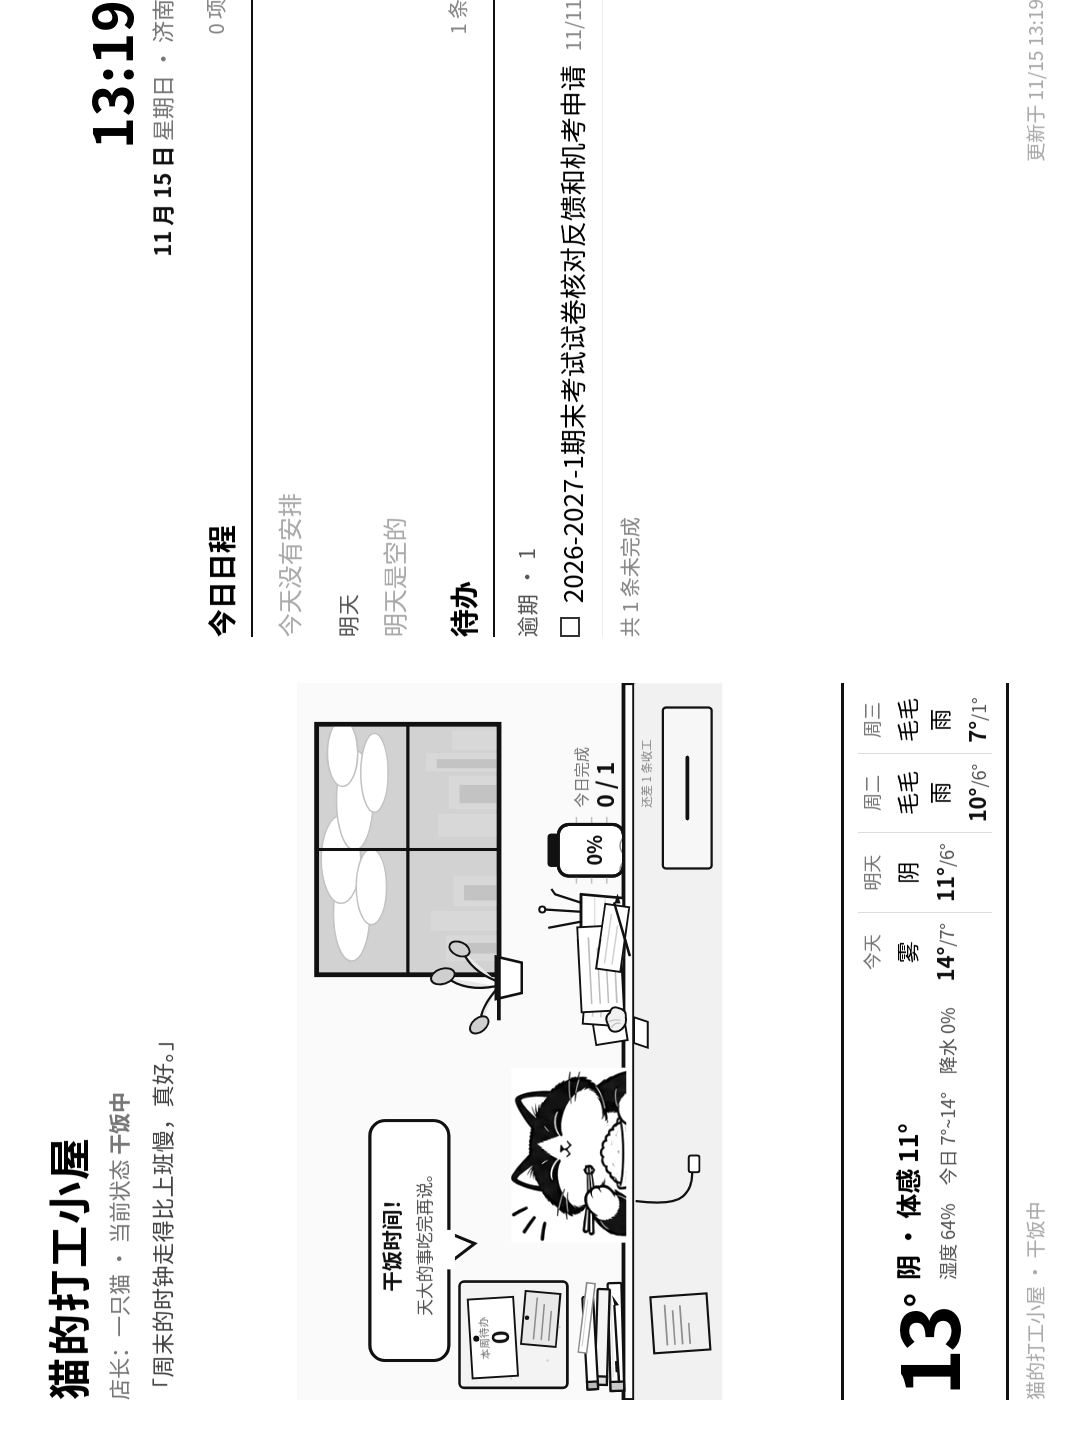 猫的打工小屋
店长：一只猫 · 当前状态 干饭中
「周末的时钟走得比上班慢，真好。」
干饭时间!
天大的事吃完再说。
本周待办
0
0%
今日完成
0 / 1
还差 1 条收工
13° 阴 · 体感 11°
湿度 64% 今日 7°~14° 降水 0%
今天
雾
14°/7°
明天
阴
11°/6°
周二
毛毛
雨
10°/6°
周三
毛毛
雨
7°/1°
猫的打工小屋 · 干饭中
13:19
11 月 15 日 星期日 · 济南
今日日程 0 项
今天没有安排
明天
明天是空的
待办 1 条
逾期 · 1
2026-2027-1期末考试试卷核对反馈和机考申请 11/11
共 1 条未完成
更新于 11/15 13:19